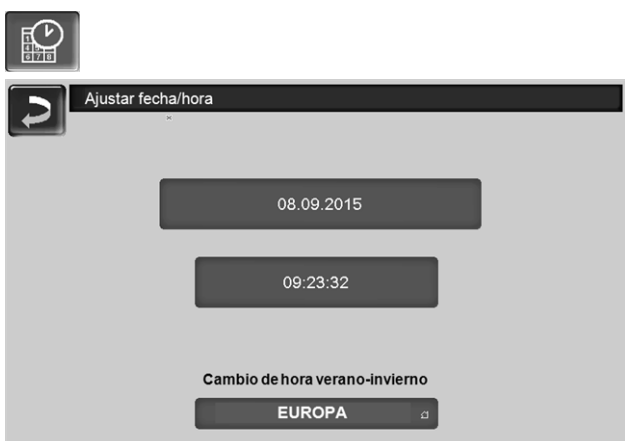 Ajustar fecha/hora
08.09.2015
09:23:32
Cambio de hora verano-invierno
EUROPA